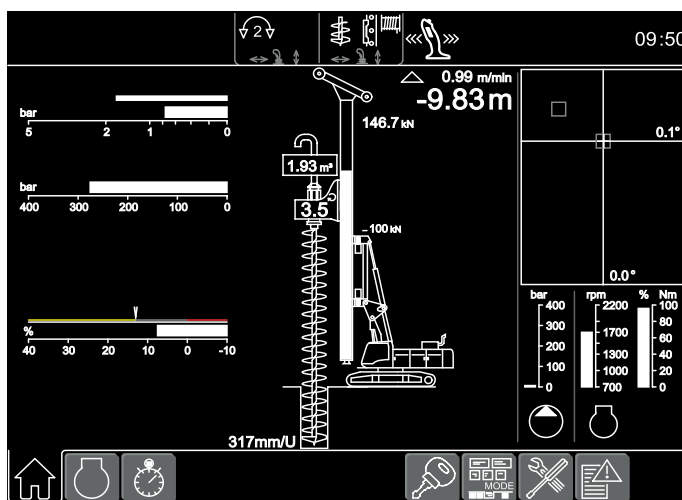 2
09:50
0.99 m/min
-9.83m
bar
5 2 1 0
146.7 kN
0.1°
1.93 m³
bar
400 300 200 100 0
3.5
- 100 kN
0.0°
bar rpm % Nm
400 2200 100
300 1700 80
200 1300 60
100 1000 40
20
0 700 0
%
40 30 20 10 0 -10
317mm/U
MODE